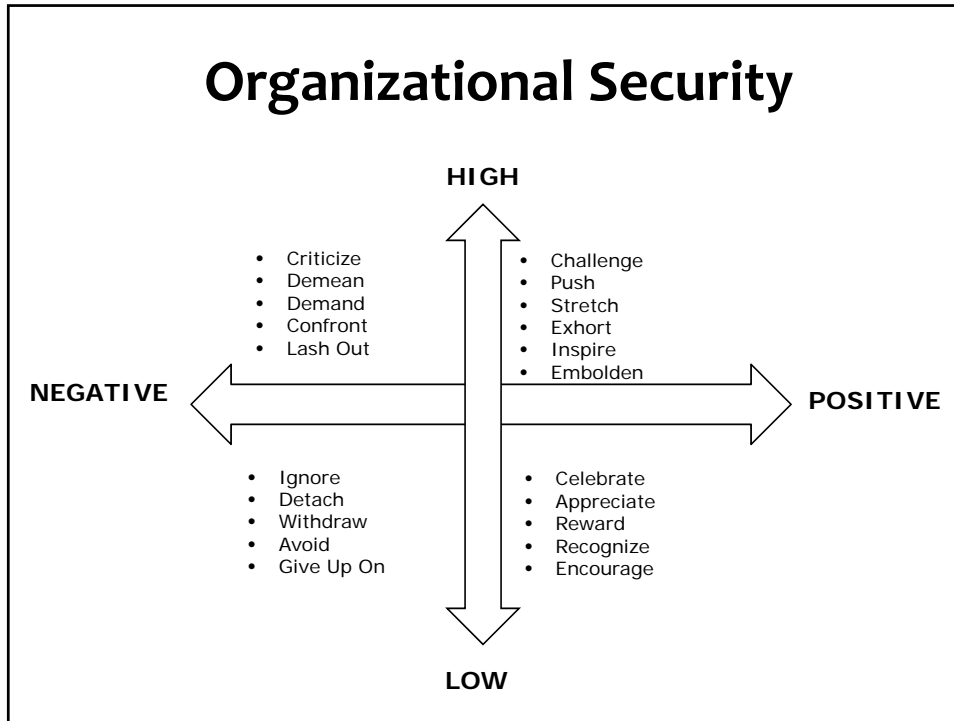 Organizational Security
HIGH
• Criticize
• Demean
• Demand
• Confront
• Lash Out
• Challenge
• Push
• Stretch
• Exhort
• Inspire
• Embolden
NEGATIVE
POSITIVE
• Ignore
• Detach
• Withdraw
• Avoid
• Give Up On
• Celebrate
• Appreciate
• Reward
• Recognize
• Encourage
LOW